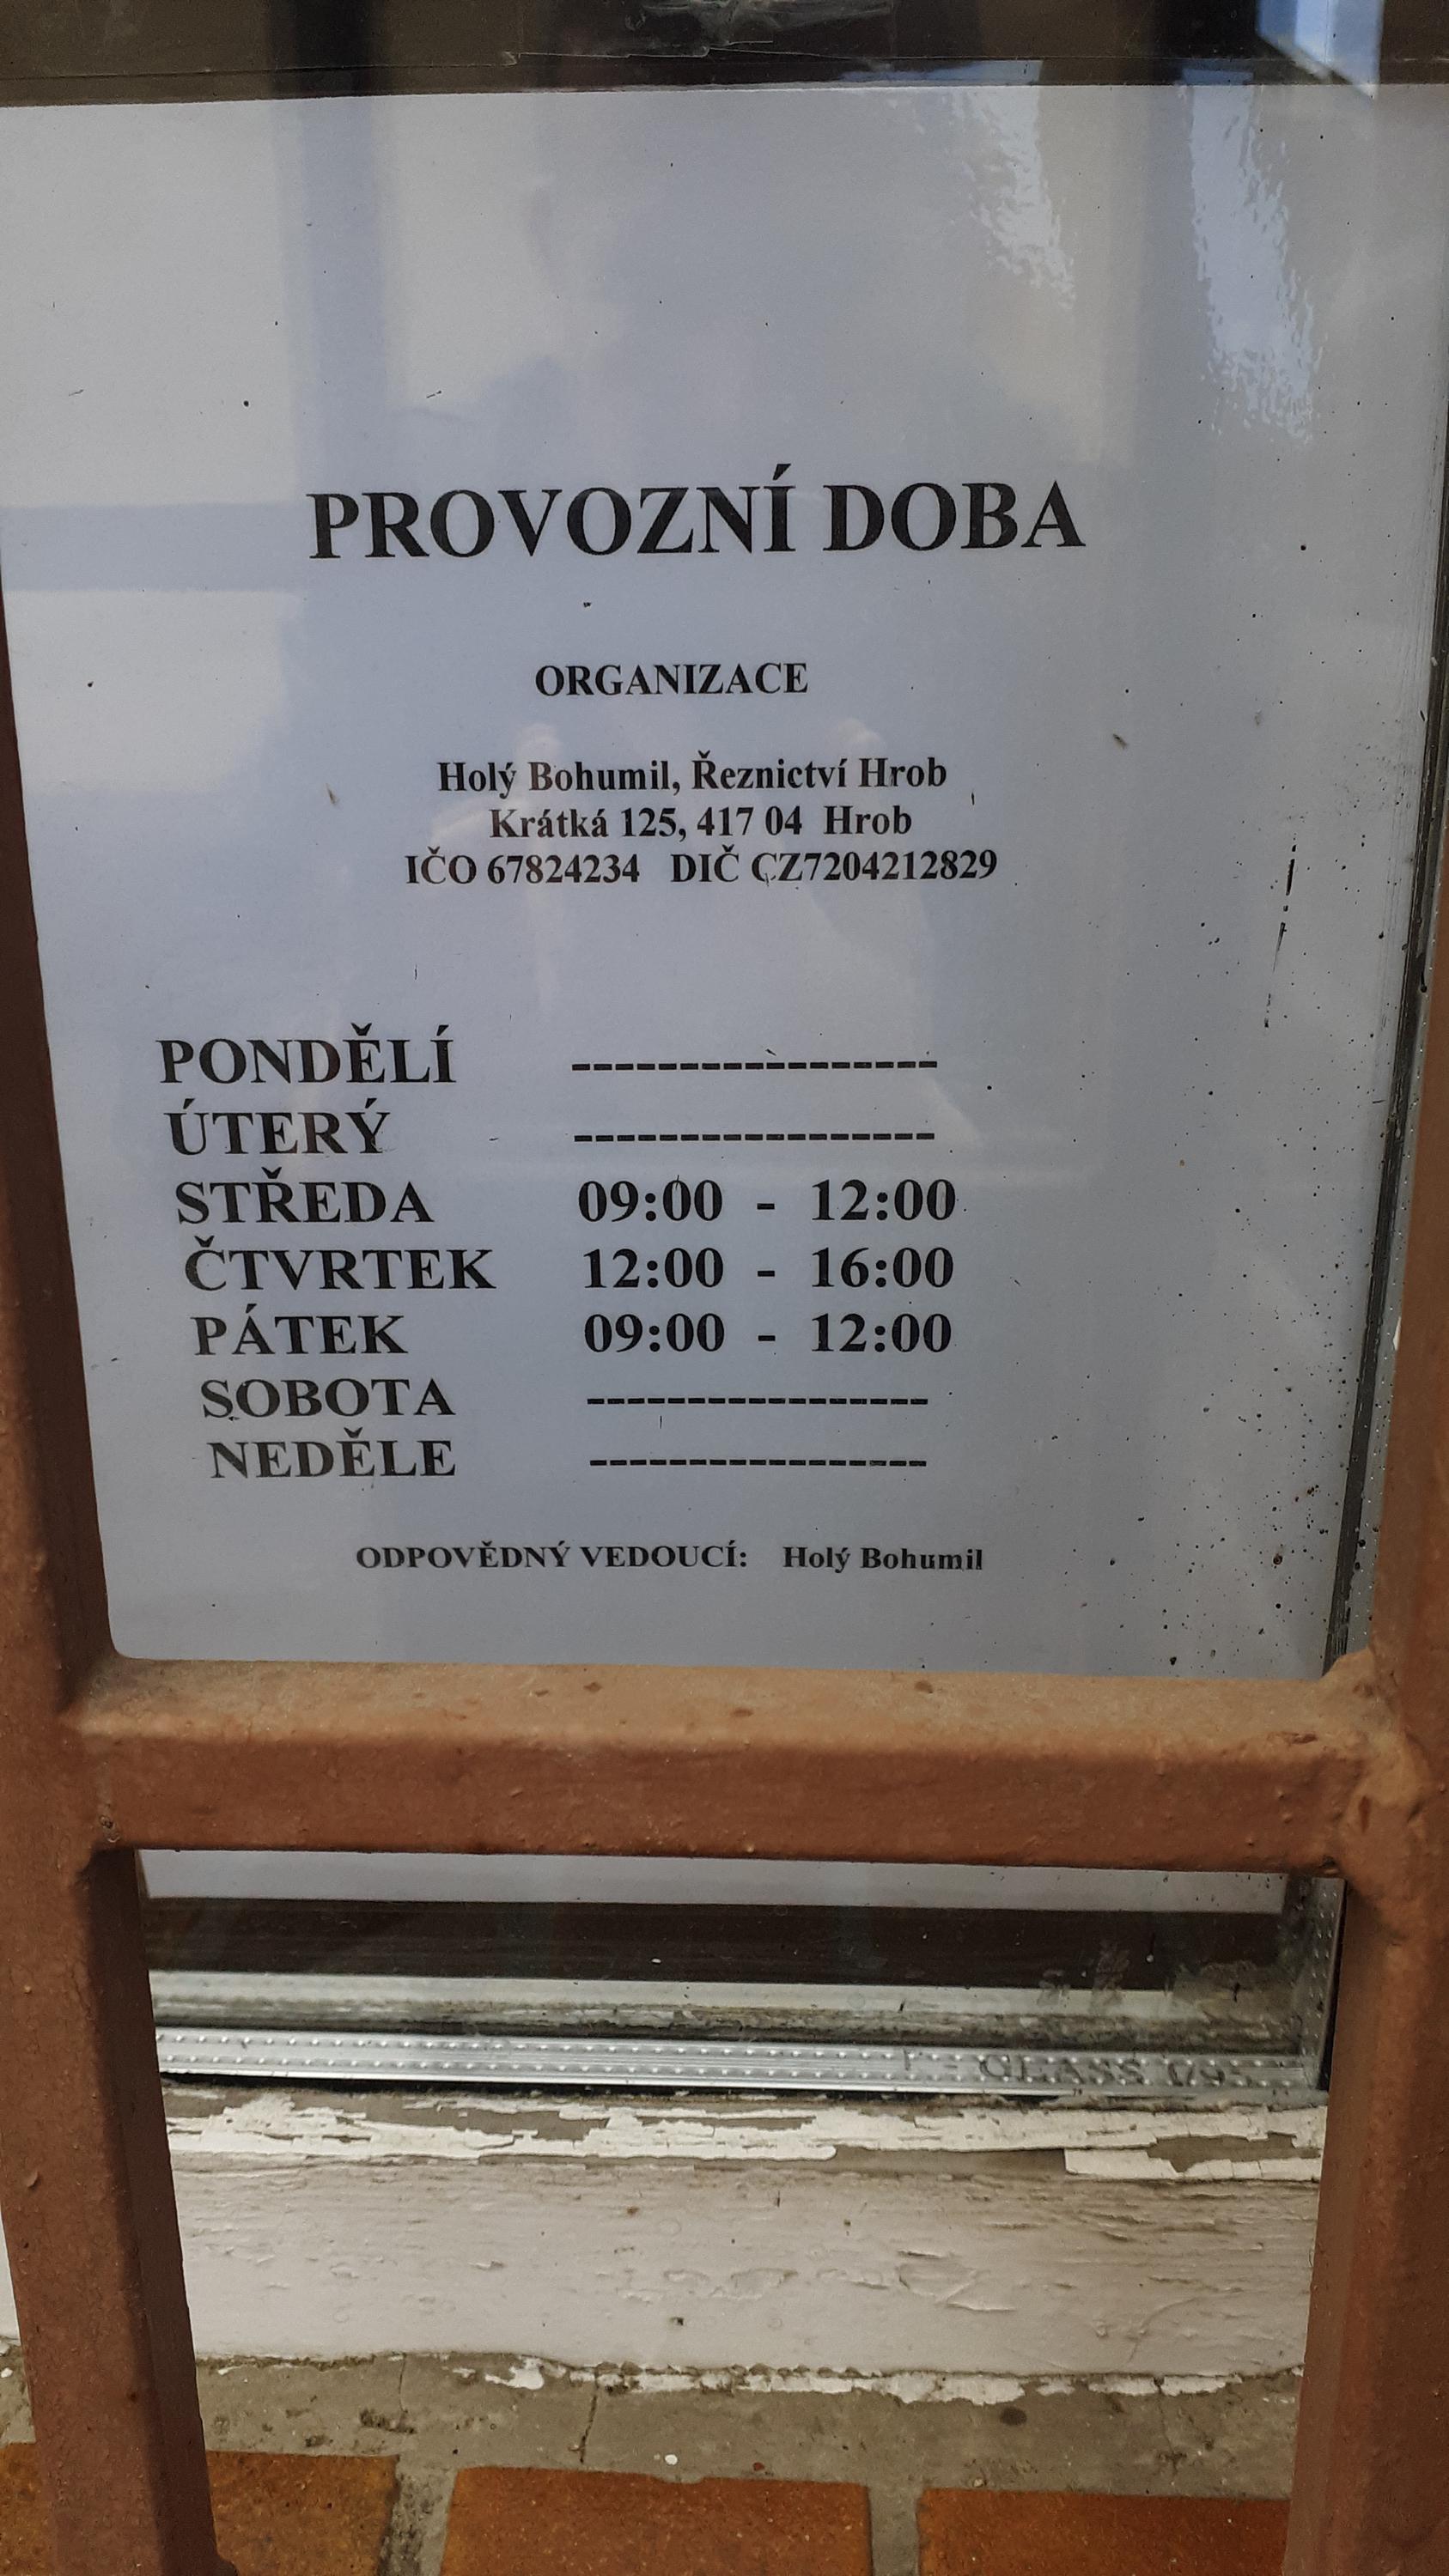 PROVOZNÍ DOBA
ORGANIZACE
Holý Bohumil, Řeznictví Hrob
Krátká 125, 417 04 Hrob
IČO 67824234 DIČ CZ7204212829
PONDĚLÍ -----------------
ÚTERÝ -----------------
STŘEDA 09:00 - 12:00
ČTVRTEK 12:00 - 16:00
PÁTEK 09:00 - 12:00
SOBOTA -----------------
NEDĚLE -----------------
ODPOVĚDNÝ VEDOUCÍ: Holý Bohumil
GLASS